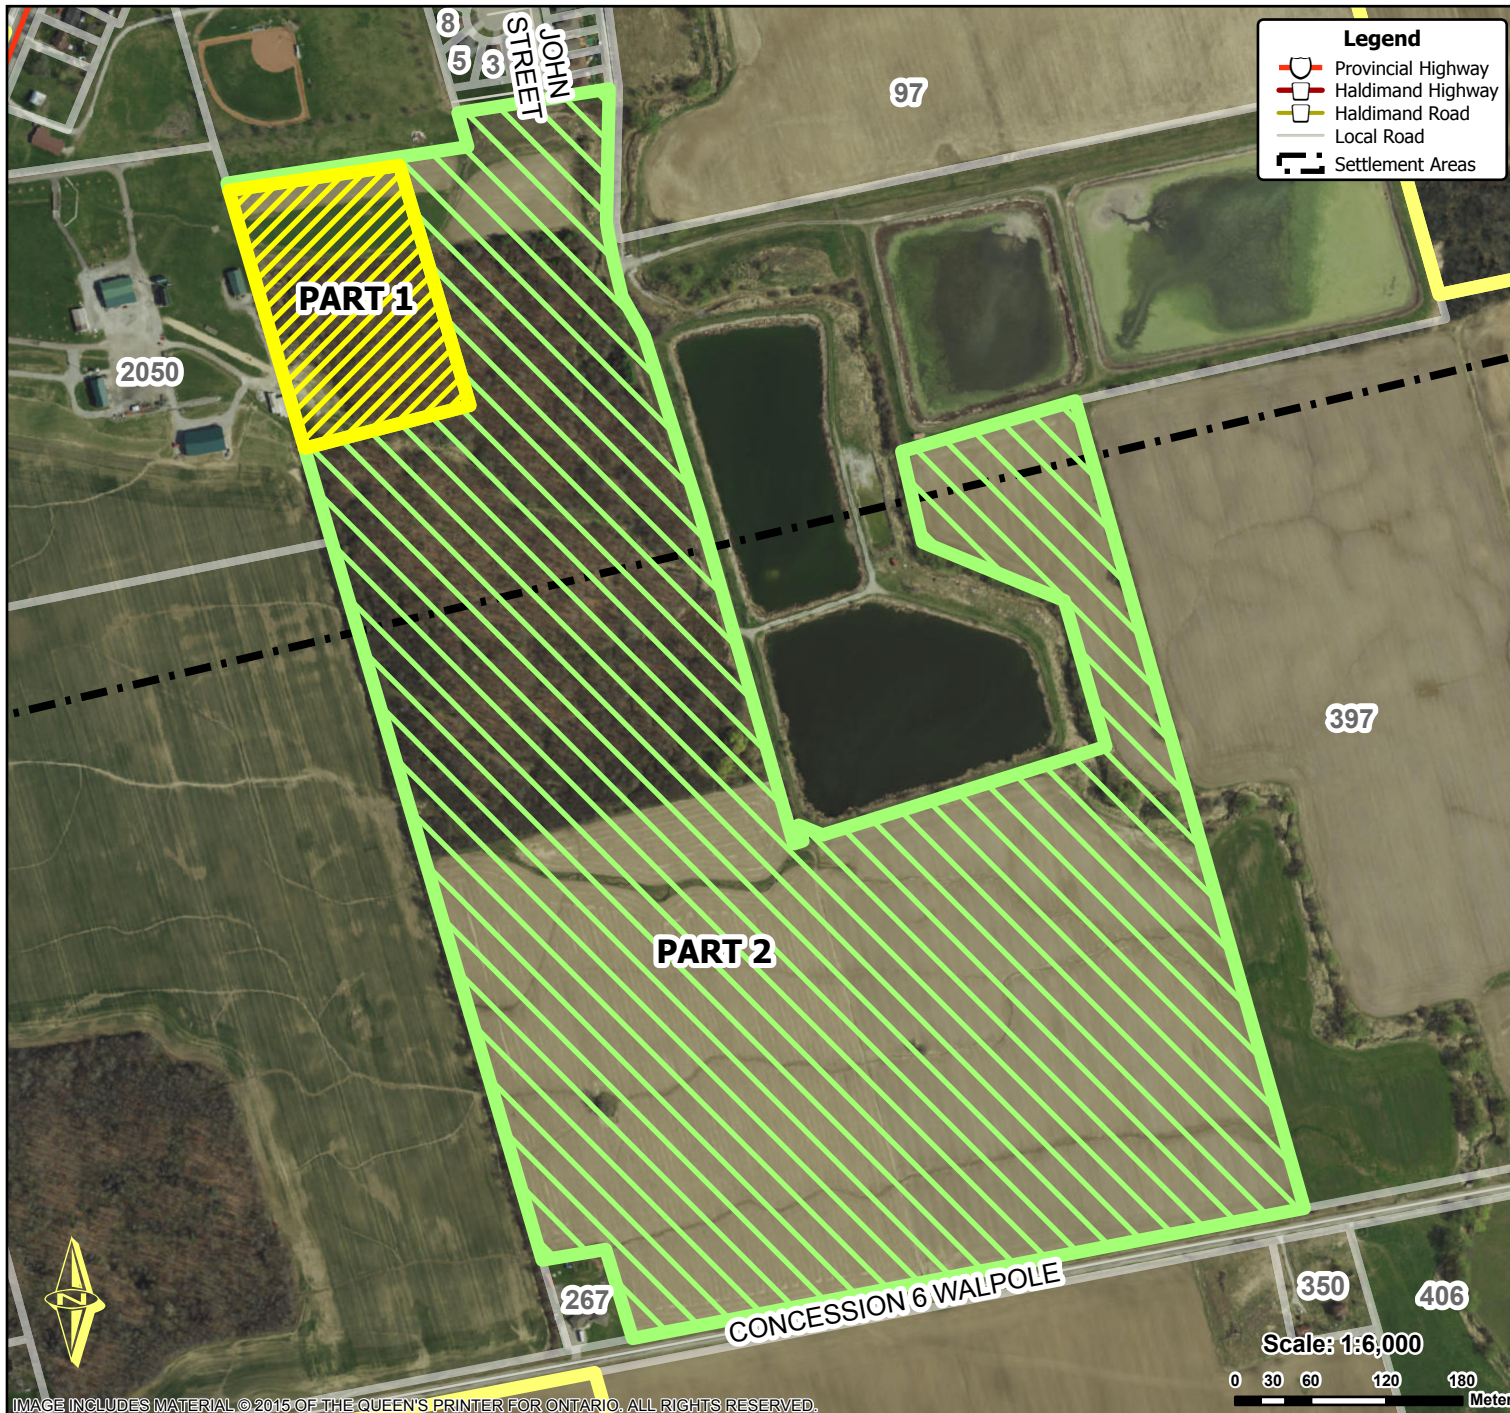 8
5
3
JOHN
STREET
97
Legend
Provincial Highway
Haldimand Highway
Haldimand Road
Local Road
Settlement Areas
PART 1
2050
397
PART 2
N
267
CONCESSION 6 WALPOLE
350
406
Scale: 1:6,000
0 30 60 120 180
Meter
IMAGE INCLUDES MATERIAL © 2015 OF THE QUEEN'S PRINTER FOR ONTARIO. ALL RIGHTS RESERVED.